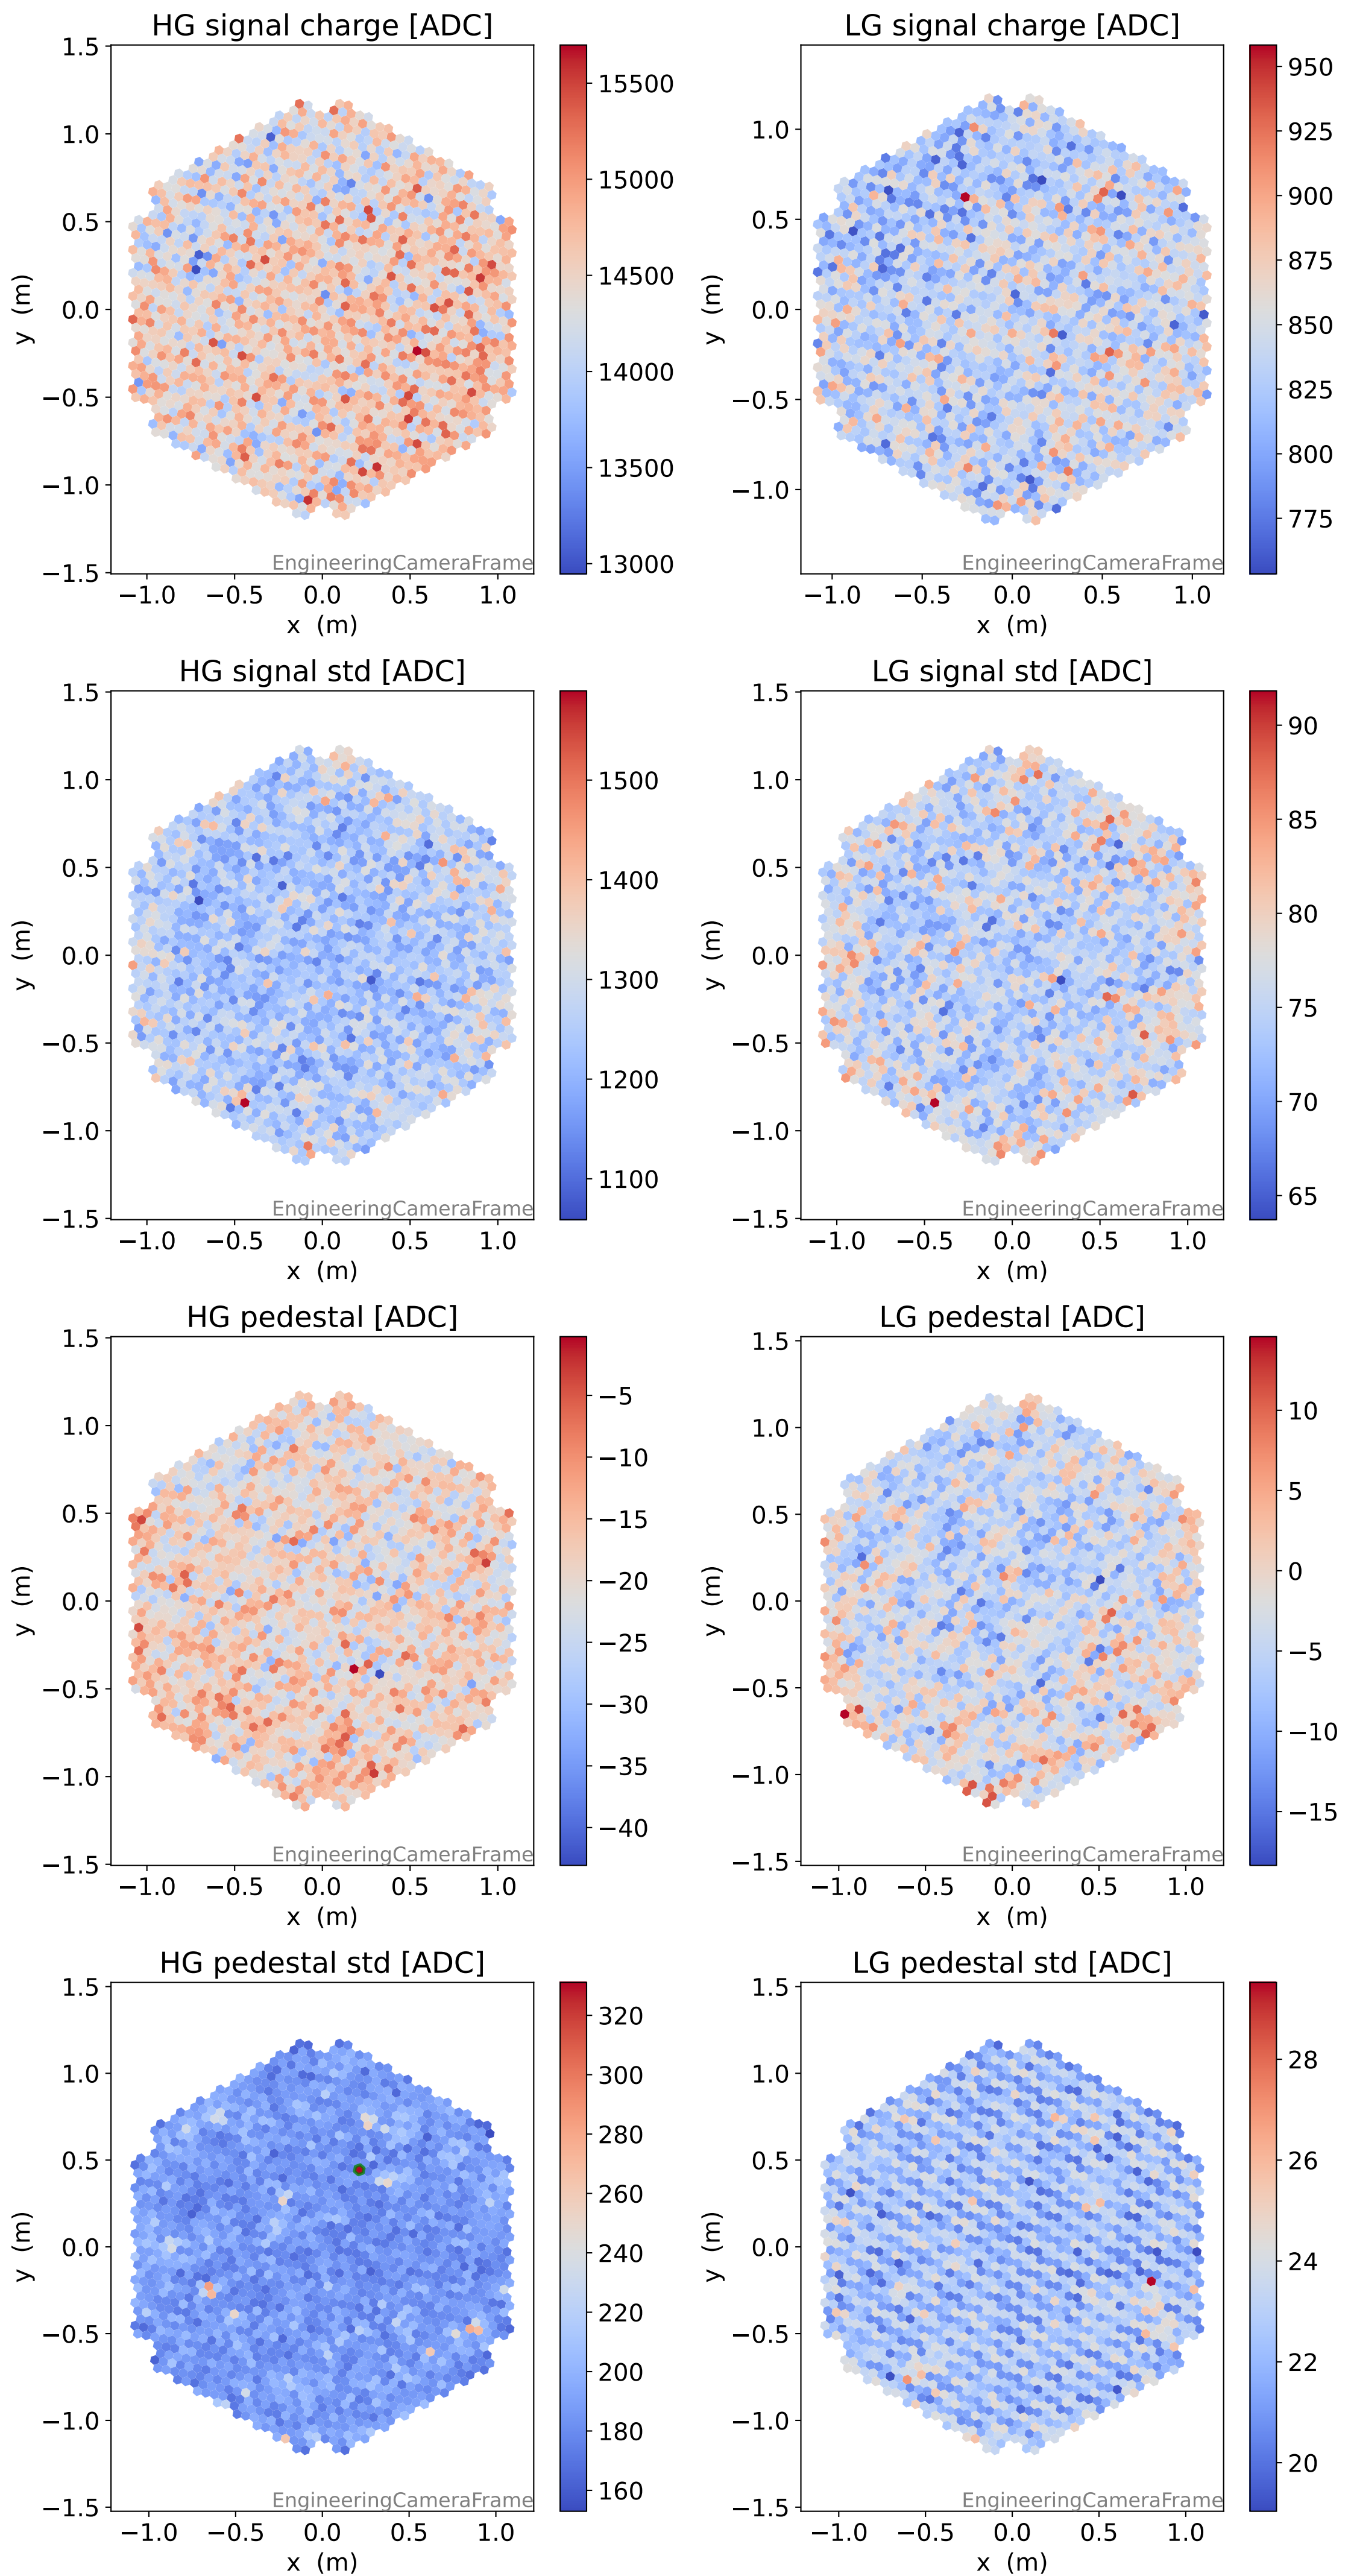 HG signal charge [ADC]
1.5
1.0
0.5
0.0
−0.5
−1.0
−1.5
y (m)
−1.0 −0.5 0.0 0.5 1.0
x (m)
EngineeringCameraFrame
15500
15000
14500
14000
13500
13000
LG signal charge [ADC]
1.0
0.5
0.0
−0.5
−1.0
y (m)
−1.0 −0.5 0.0 0.5 1.0
x (m)
EngineeringCameraFrame
950
925
900
875
850
825
800
775
HG signal std [ADC]
1.5
1.0
0.5
0.0
−0.5
−1.0
−1.5
y (m)
−1.0 −0.5 0.0 0.5 1.0
x (m)
EngineeringCameraFrame
1500
1400
1300
1200
1100
LG signal std [ADC]
1.5
1.0
0.5
0.0
−0.5
−1.0
−1.5
y (m)
−1.0 −0.5 0.0 0.5 1.0
x (m)
EngineeringCameraFrame
90
85
80
75
70
65
HG pedestal [ADC]
1.5
1.0
0.5
0.0
−0.5
−1.0
−1.5
y (m)
−1.0 −0.5 0.0 0.5 1.0
x (m)
EngineeringCameraFrame
−5
−10
−15
−20
−25
−30
−35
−40
LG pedestal [ADC]
1.5
1.0
0.5
0.0
−0.5
−1.0
−1.5
y (m)
−1.0 −0.5 0.0 0.5 1.0
x (m)
EngineeringCameraFrame
10
5
0
−5
−10
−15
HG pedestal std [ADC]
1.5
1.0
0.5
0.0
−0.5
−1.0
−1.5
y (m)
−1.0 −0.5 0.0 0.5 1.0
x (m)
EngineeringCameraFrame
320
300
280
260
240
220
200
180
160
LG pedestal std [ADC]
1.5
1.0
0.5
0.0
−0.5
−1.0
−1.5
y (m)
−1.0 −0.5 0.0 0.5 1.0
x (m)
EngineeringCameraFrame
28
26
24
22
20